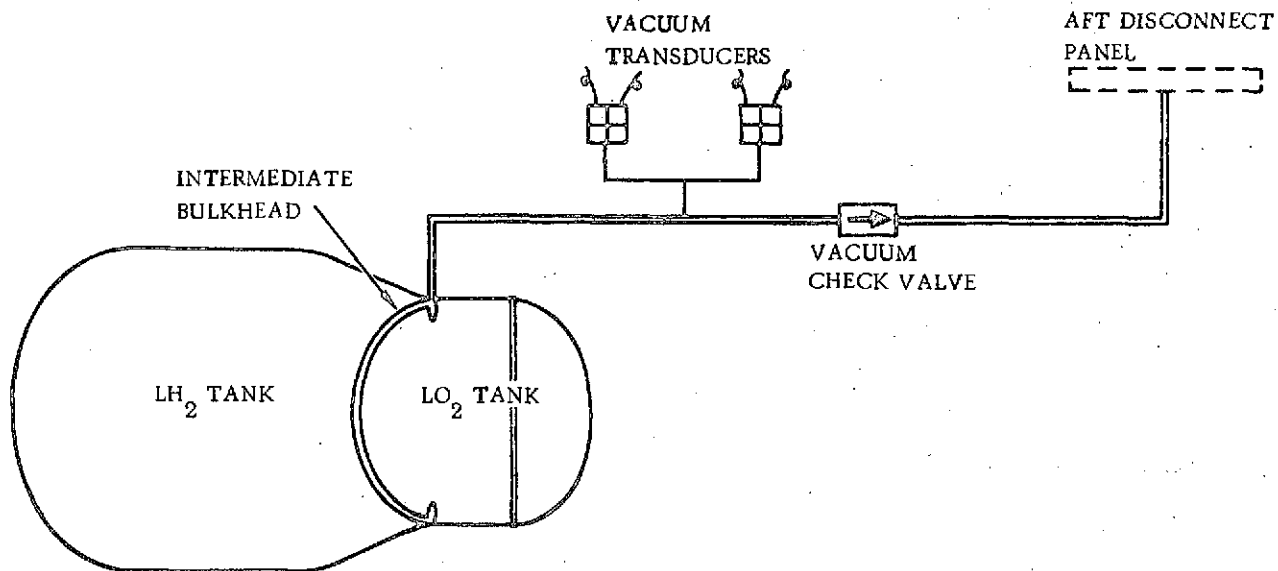 VACUUM
TRANSDUCERS
AFT DISCONNECT
PANEL
INTERMEDIATE
BULKHEAD
VACUUM
CHECK VALVE
LH2 TANK
LO2 TANK